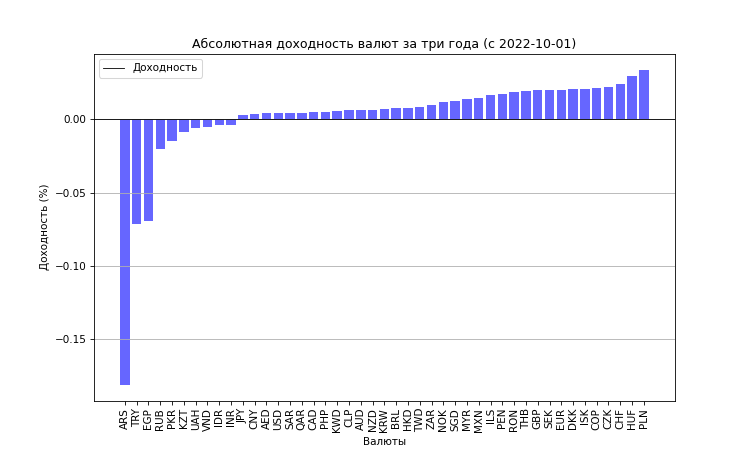 Абсолютная доходность валют за три года (с 2022-10-01)
Доходность
0.00
−0.05
−0.10
−0.15
Доходность (%)
ARS TRY EGP RUB PKR KZT UAH VND IDR INR JPY CNY AED USD SAR QAR CAD PHP KWD CLP AUD NZD KRW BRL HKD TWD ZAR NOK SGD MYR MXN ILS PEN RON THB GBP SEK EUR DKK ISK COP CZK CHF HUF PLN
Валюты